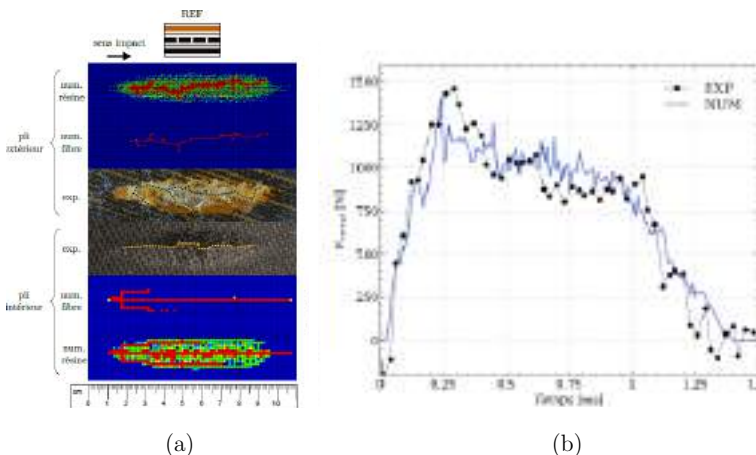 REF
sens impact
num.
résine
pli
extérieur
num.
fibre
exp.
exp.
pli
intérieur
num.
fibre
num.
résine
0 1 2 3 4 5 6 7 8 9 10
(a)
1500
1250
1000
750
500
250
0
[N]
EXP
NUM
0 0.25 0.5 0.75 1 1.25
Temps [ms]
(b)